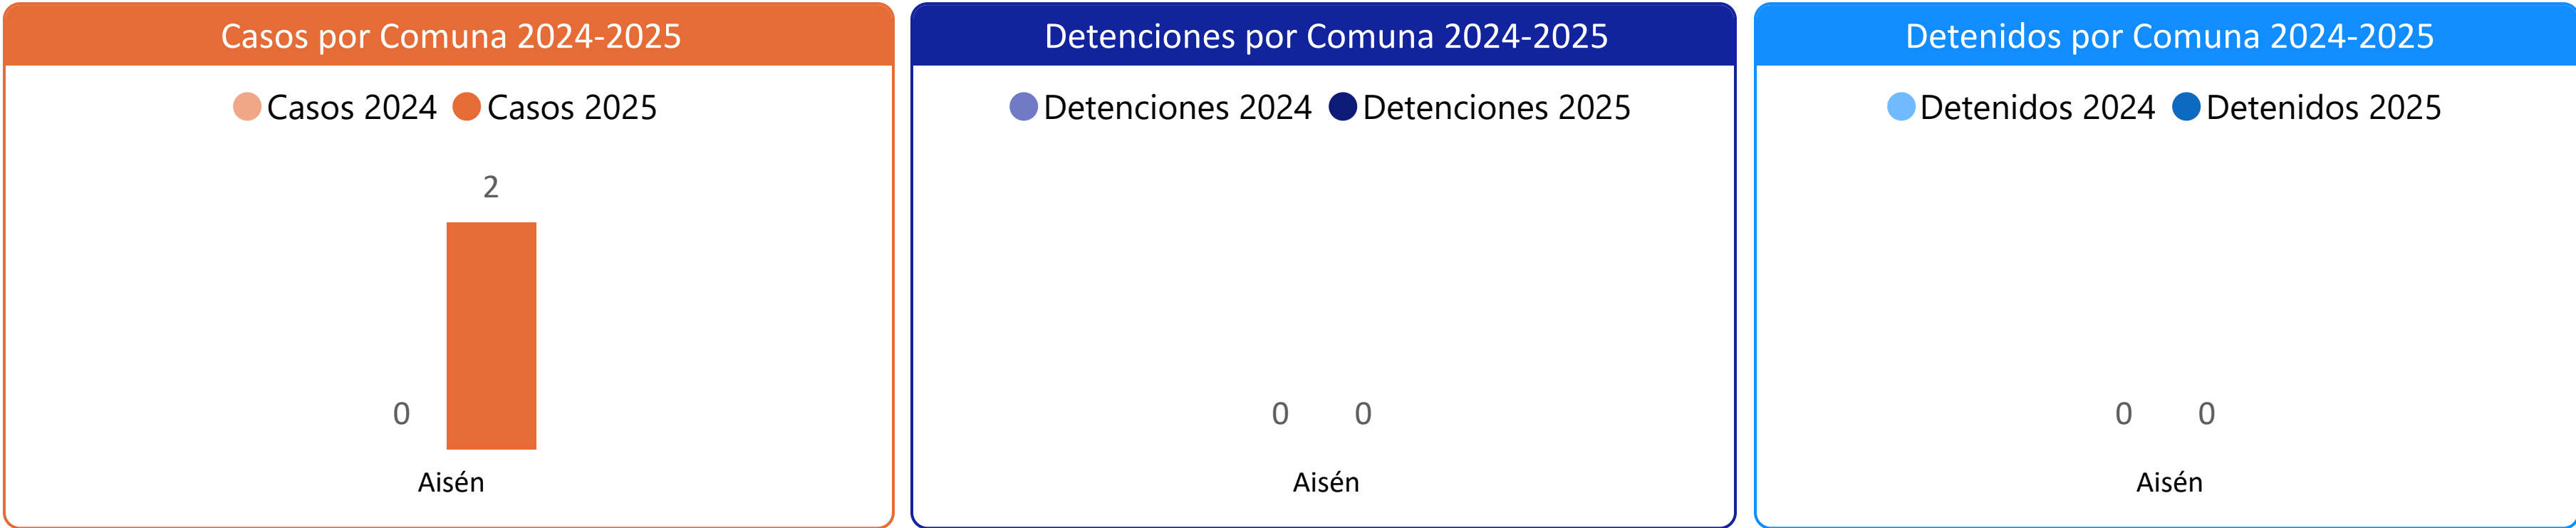 Casos por Comuna 2024-2025
Casos 2024 Casos 2025
2
0
Aisén
Detenciones por Comuna 2024-2025
Detenciones 2024 Detenciones 2025
0 0
Aisén
Detenidos por Comuna 2024-2025
Detenidos 2024 Detenidos 2025
0 0
Aisén